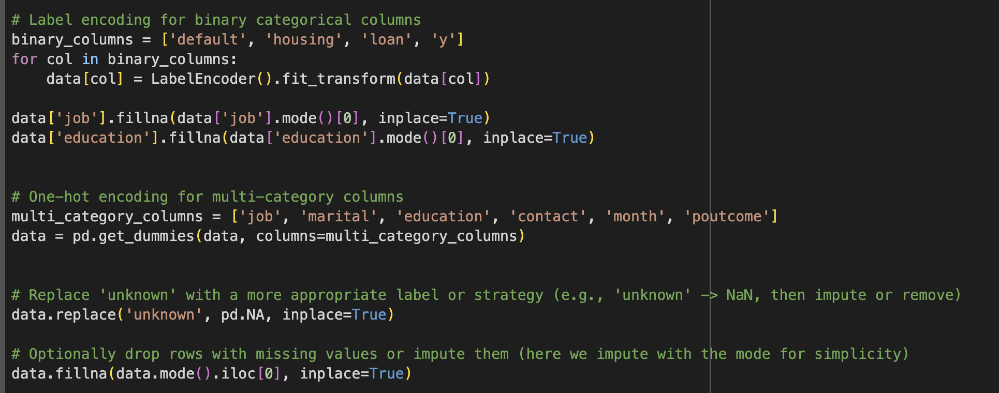 # Label encoding for binary categorical columns
binary_columns = ['default', 'housing', 'loan', 'y']
for col in binary_columns:
    data[col] = LabelEncoder().fit_transform(data[col])
data['job'].fillna(data['job'].mode()[0], inplace=True)
data['education'].fillna(data['education'].mode()[0], inplace=True)
# One-hot encoding for multi-category columns
multi_category_columns = ['job', 'marital', 'education', 'contact', 'month', 'poutcome']
data = pd.get_dummies(data, columns=multi_category_columns)
# Replace 'unknown' with a more appropriate label or strategy (e.g., 'unknown' -> NaN, then impute or remove)
data.replace('unknown', pd.NA, inplace=True)
# Optionally drop rows with missing values or impute them (here we impute with the mode for simplicity)
data.fillna(data.mode().iloc[0], inplace=True)